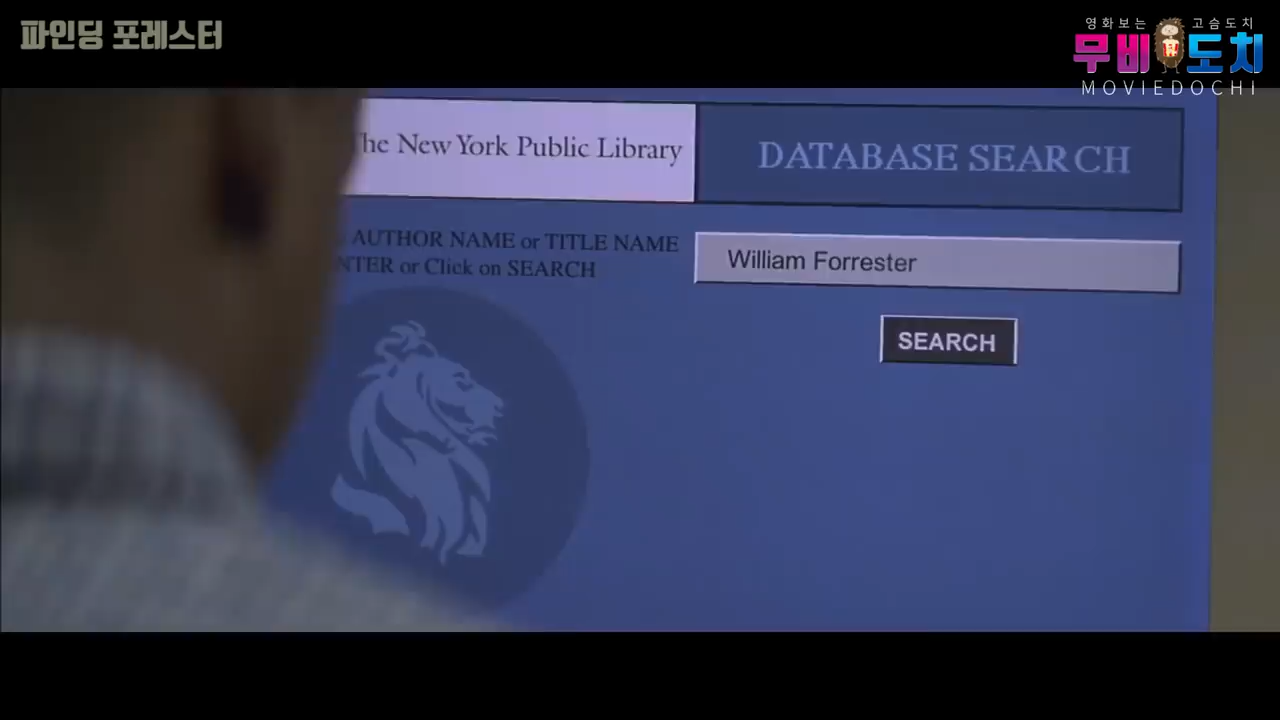 파인딩 포레스터
영화보는 고슴도치
무비도치
MOVIEDOCHI
The New York Public Library
DATABASE SEARCH
AUTHOR NAME or TITLE NAME
or Click on SEARCH
William Forrester
SEARCH